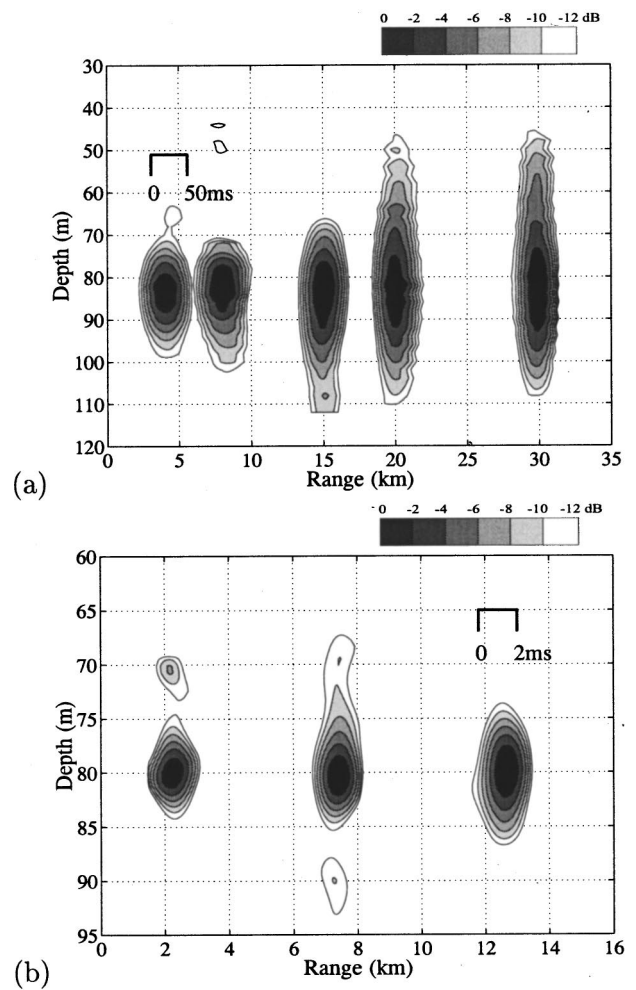 0 -2 -4 -6 -8 -10 -12 dB
30
40
50
60
70
80
90
100
110
120
Depth (m)
0 50ms
0 5 10 15 20 25 30 35
Range (km)
(a)
0 -2 -4 -6 -8 -10 -12 dB
60
65
70
75
80
85
90
95
Depth (m)
0 2ms
0 2 4 6 8 10 12 14 16
Range (km)
(b)